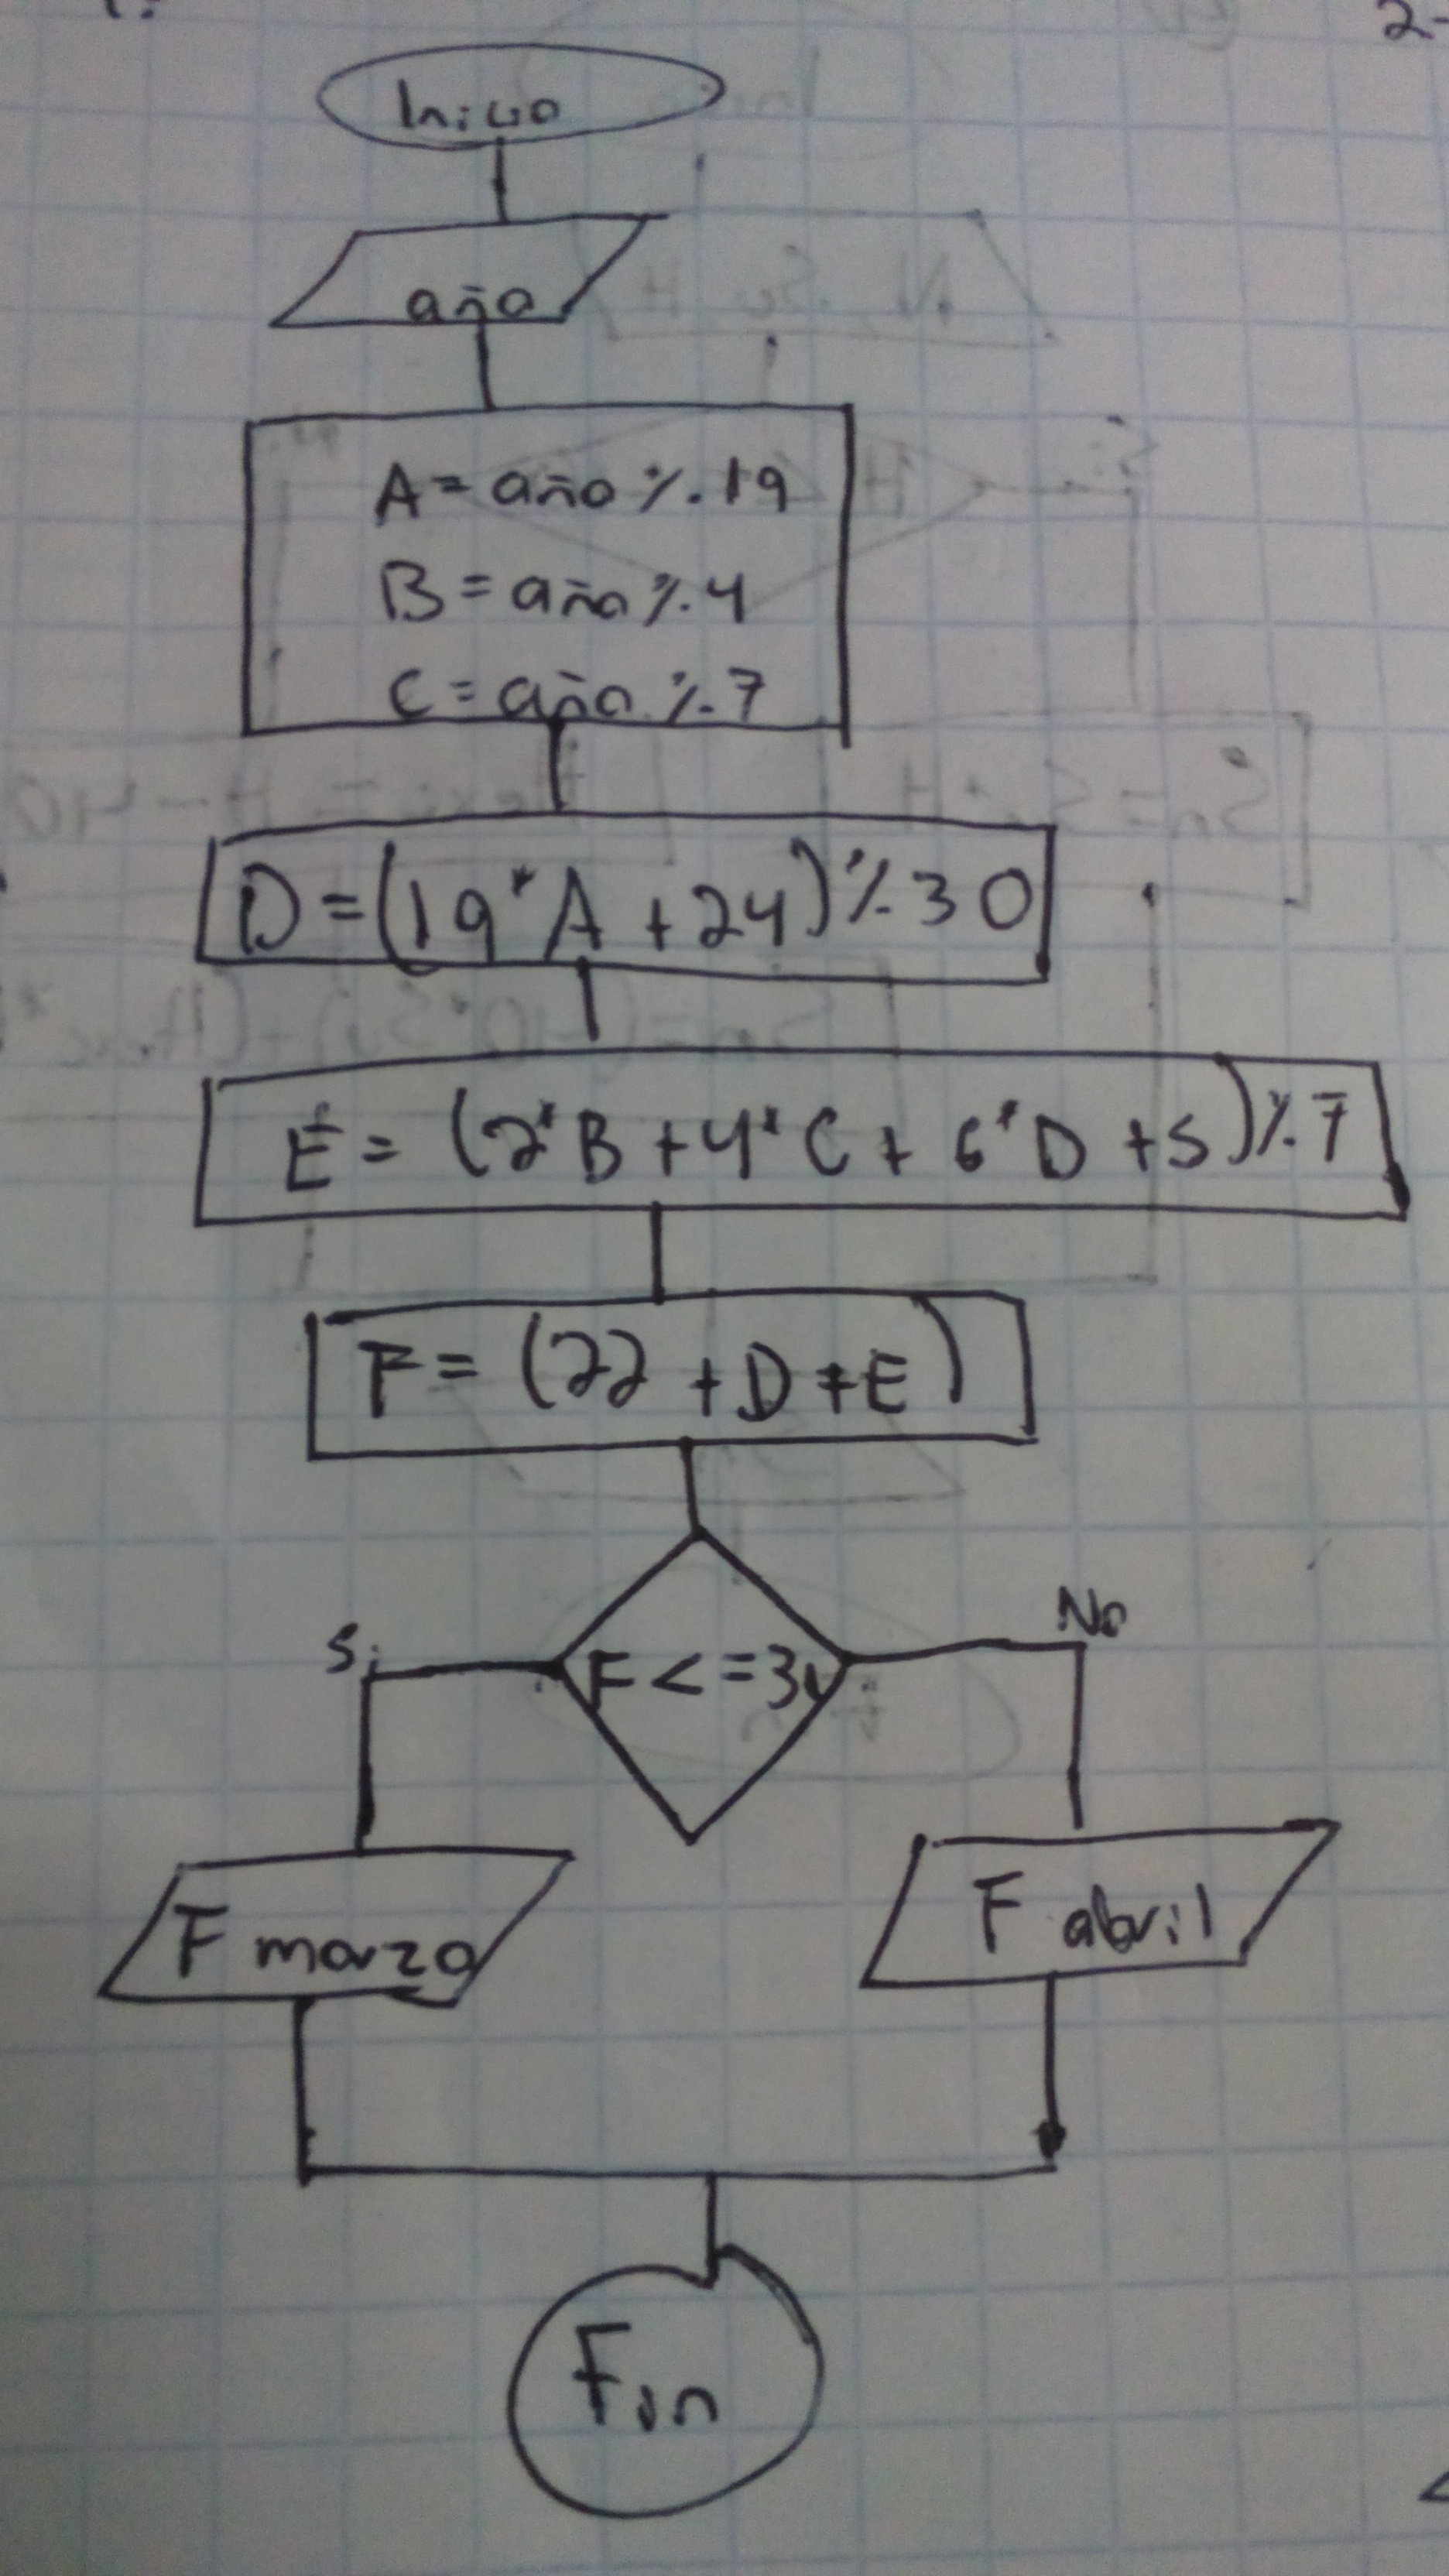 2-
Inicio
año
A = año % 19
B = año % 4
C = año % 7
D = (19*A + 24) % 30
E = (2*B + 4*C + 6*D + 5) % 7
F = (22 + D + E)
F <= 31
Si
No
F marzo
F abril
Fin